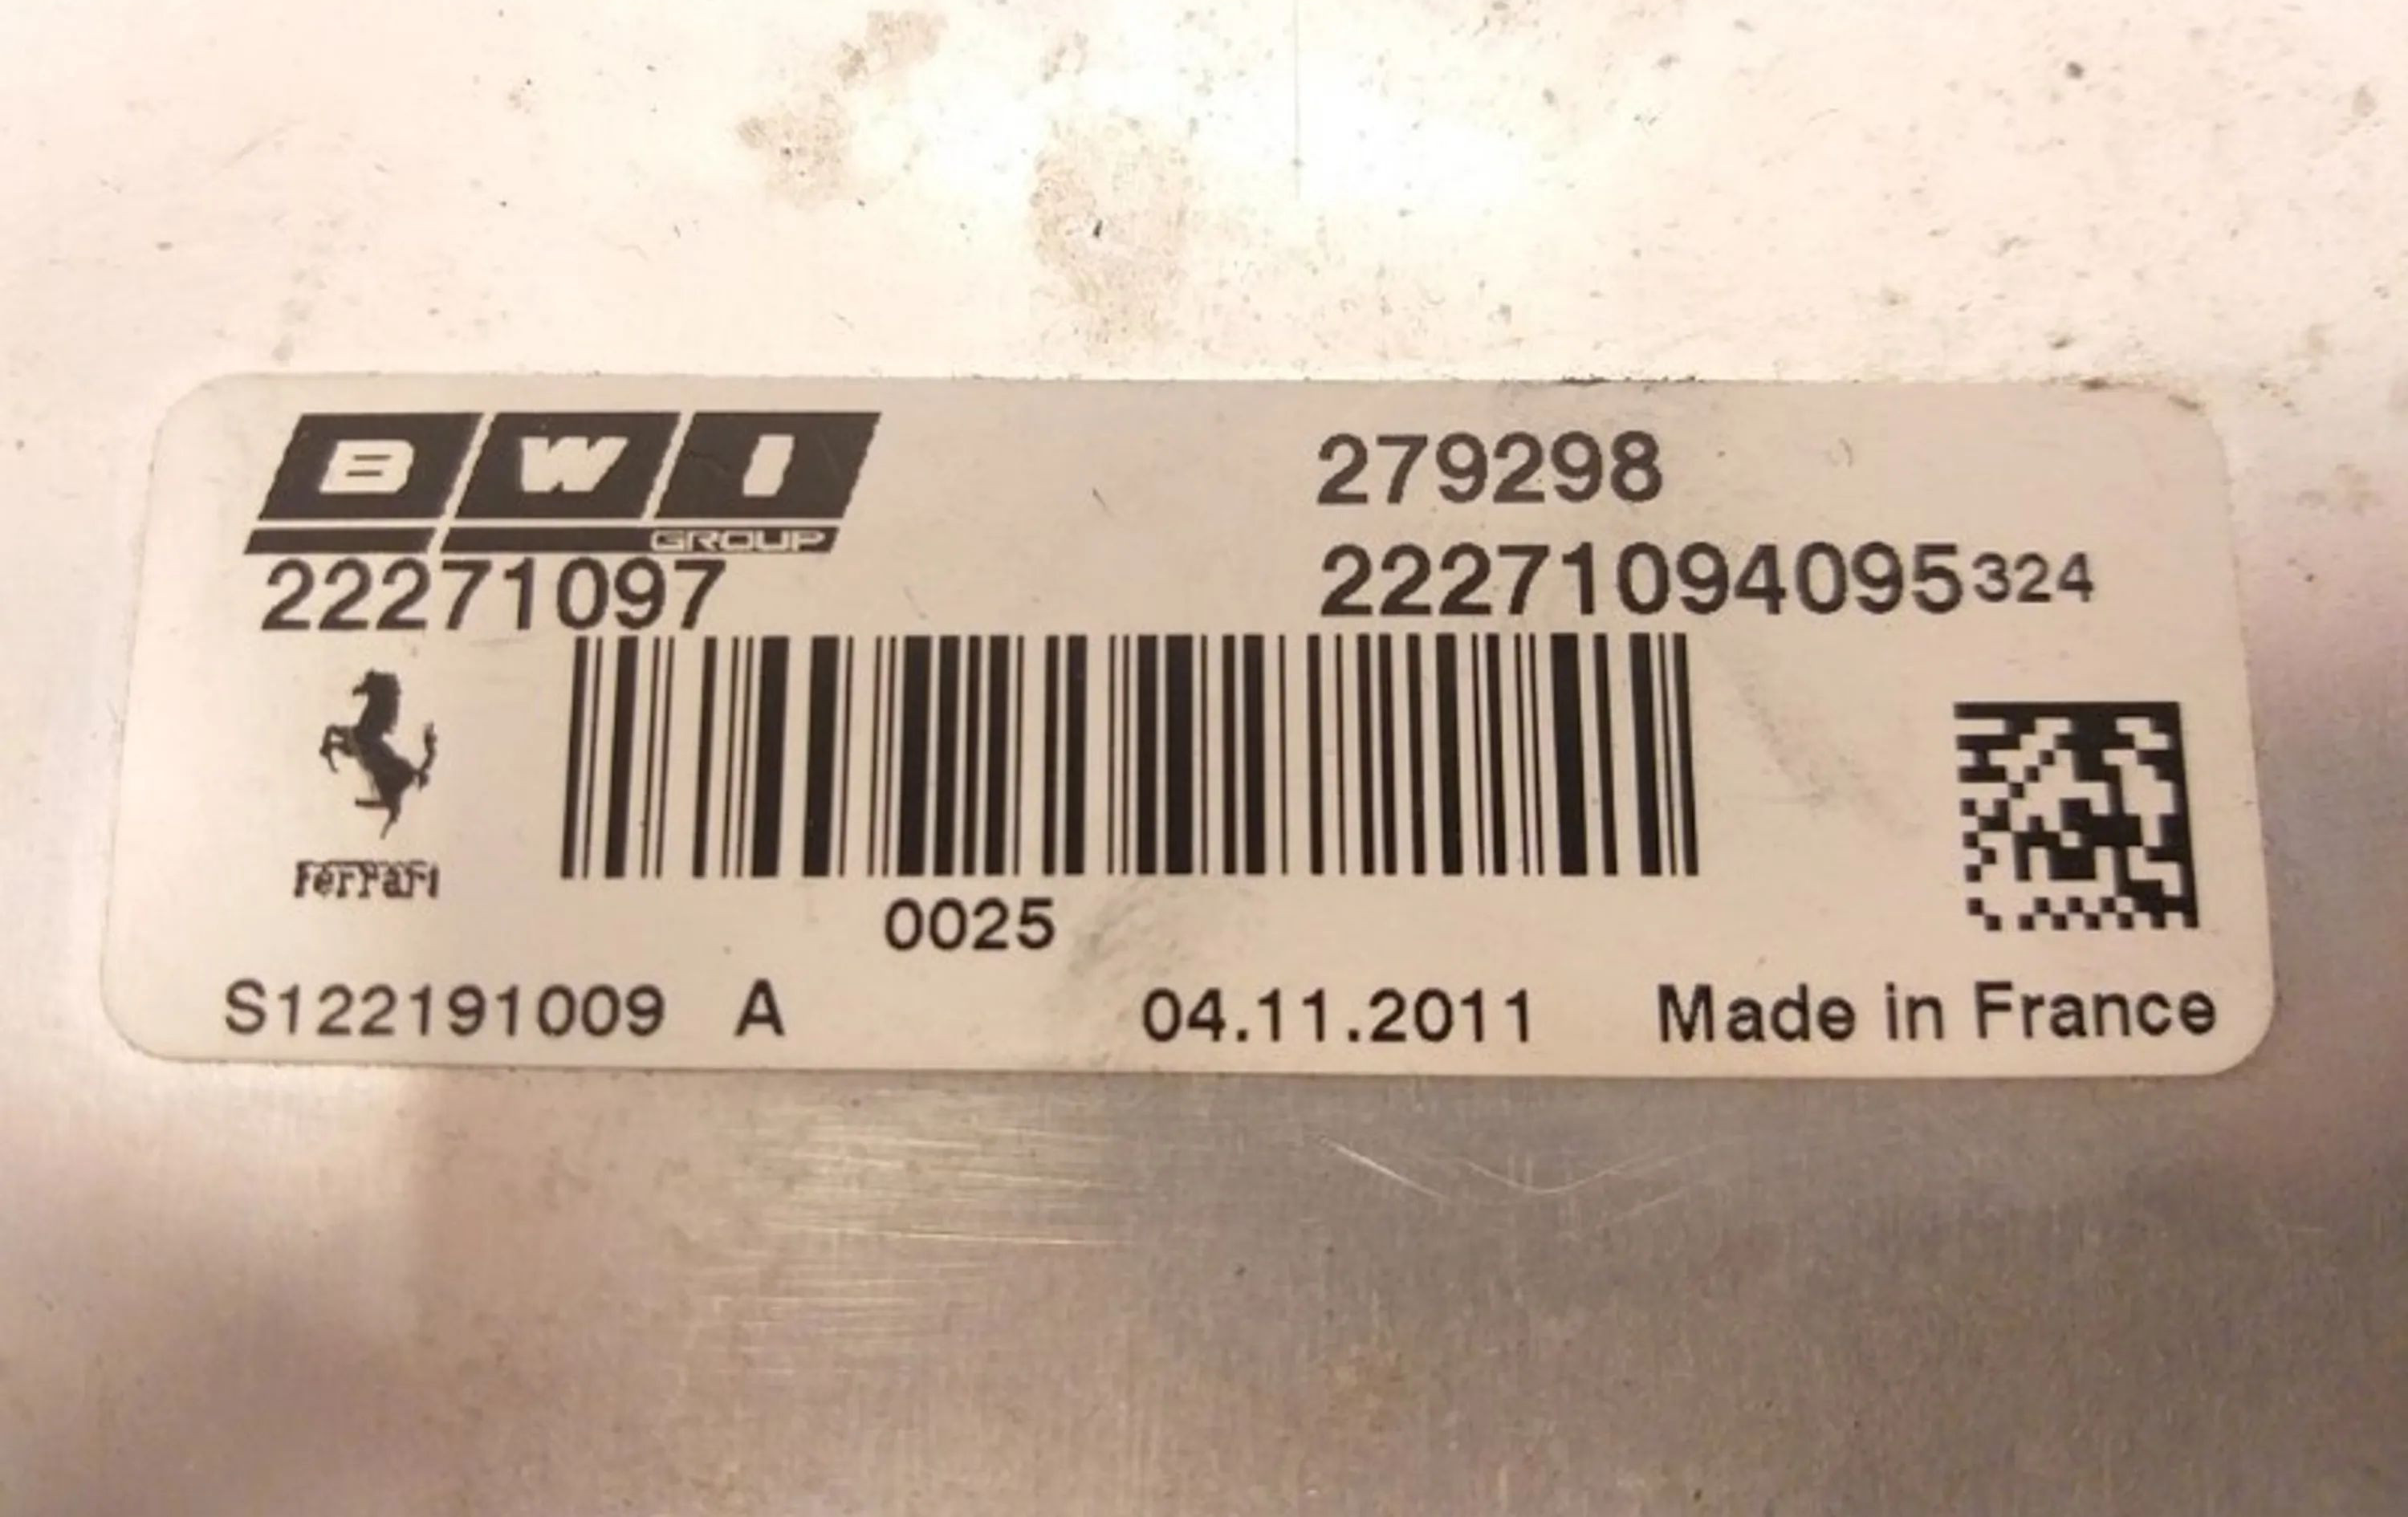 BWI
GROUP
279298
22271097
22271094095324
Ferrari
0025
S122191009 A 04.11.2011 Made in France